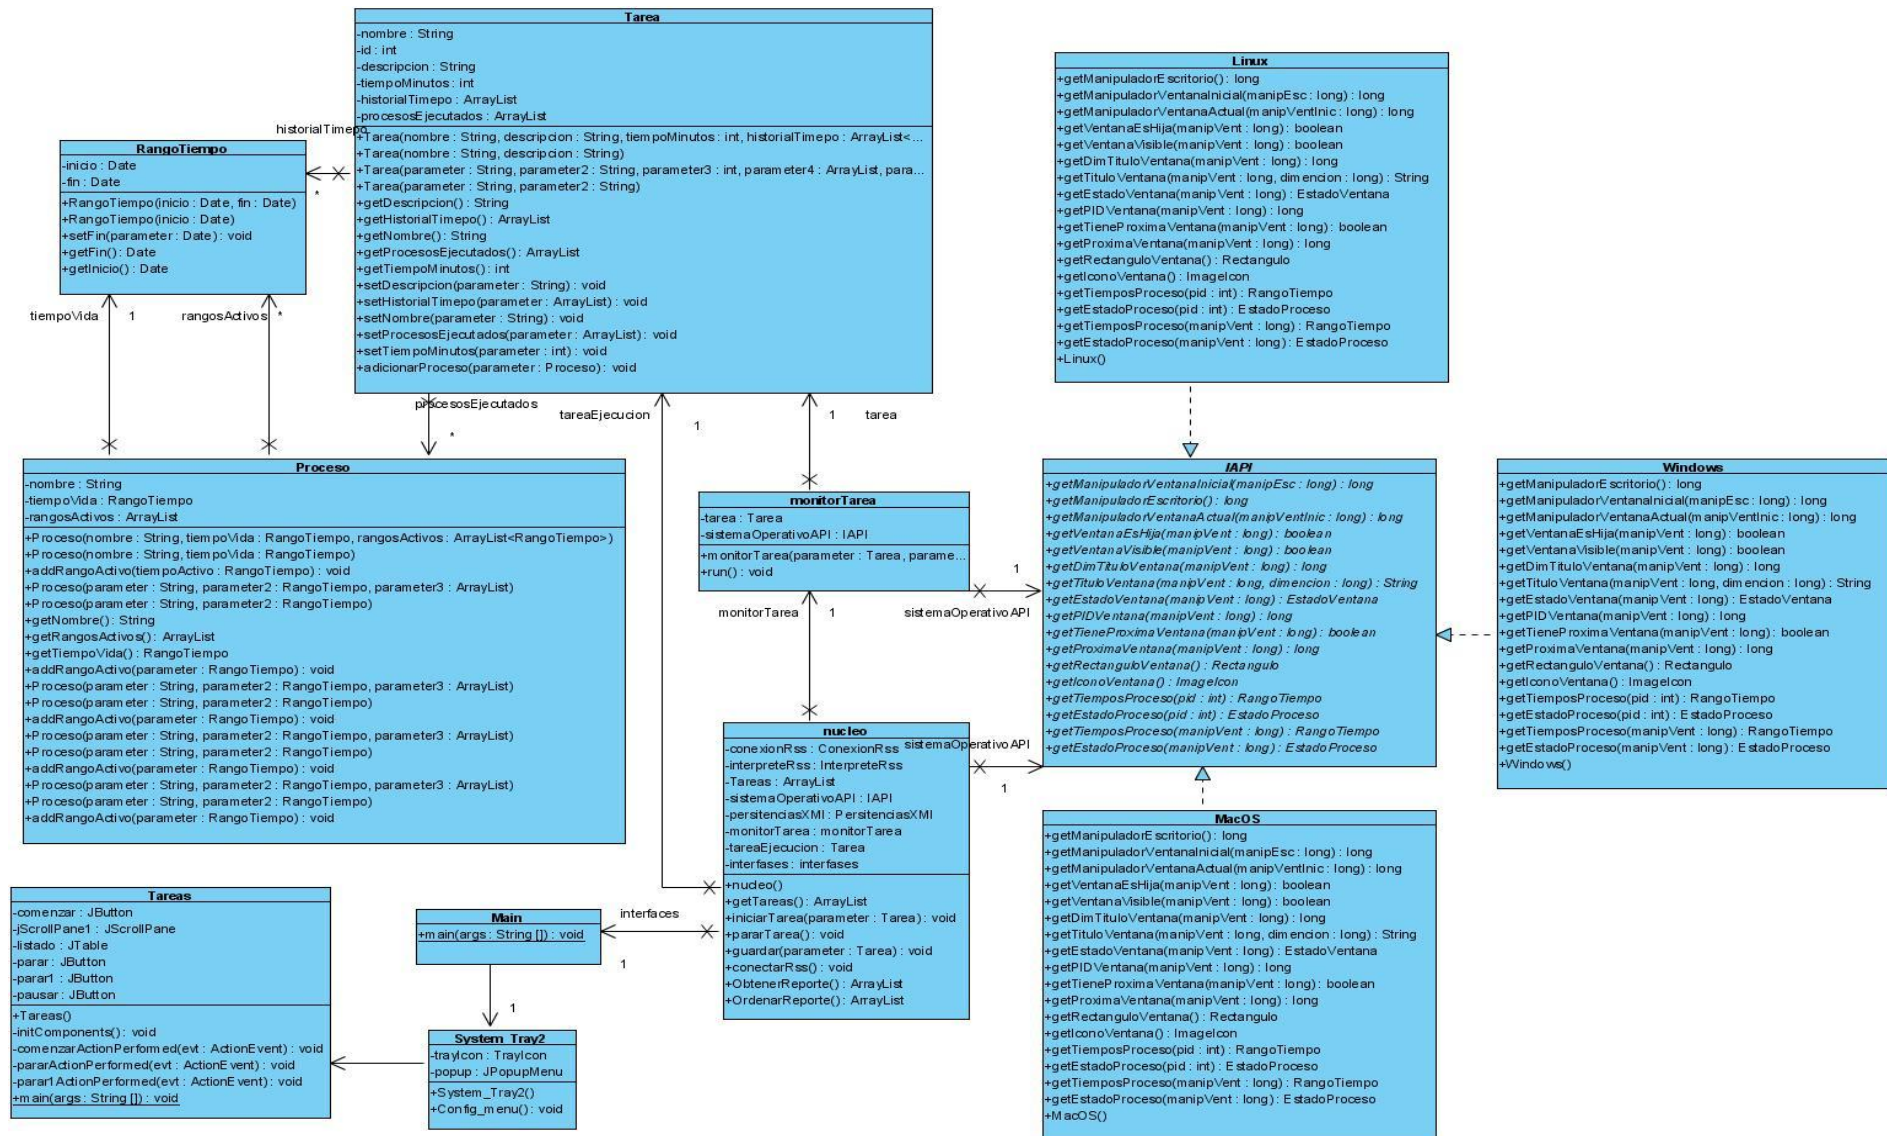 Tarea
-nombre : String
-id : int
-descripcion : String
-tiempoMinutos : int
-historialTimepo : ArrayList
-procesosEjecutados : ArrayList
+Tarea(nombre : String, descripcion : String, tiempoMinutos : int, historialTimepo : ArrayList<...
+Tarea(nombre : String, descripcion : String)
+Tarea(parameter : String, parameter2 : String, parameter3 : int, parameter4 : ArrayList, para...
+Tarea(parameter : String, parameter2 : String)
+getDescripcion() : String
+getHistorialTimepo() : ArrayList
+getNombre() : String
+getProcesosEjecutados() : ArrayList
+getTiempoMinutos() : int
+setDescripcion(parameter : String) : void
+setHistorialTimepo(parameter : ArrayList) : void
+setNombre(parameter : String) : void
+setProcesosEjecutados(parameter : ArrayList) : void
+setTiempoMinutos(parameter : int) : void
+adicionarProceso(parameter : Proceso) : void
historialTimepo
*
RangoTiempo
-inicio : Date
-fin : Date
+RangoTiempo(inicio : Date, fin : Date)
+RangoTiempo(inicio : Date)
+setFin(parameter : Date) : void
+getFin() : Date
+getInicio() : Date
tiempoVida
1
rangosActivos
*
procesosEjecutados
*
tareaEjecucion
1
1
tarea
Linux
+getManipuladorEscritorio() : long
+getManipuladorVentanaInicial(manipEsc : long) : long
+getManipuladorVentanaActual(manipVentInic : long) : long
+getVentanaEsHija(manipVent : long) : boolean
+getVentanaVisible(manipVent : long) : boolean
+getDimTituloVentana(manipVent : long) : long
+getTituloVentana(manipVent : long, dimencion : long) : String
+getEstadoVentana(manipVent : long) : EstadoVentana
+getPIDVentana(manipVent : long) : long
+getTieneProximaVentana(manipVent : long) : boolean
+getProximaVentana(manipVent : long) : long
+getRectanguloVentana() : Rectangulo
+getIconoVentana() : ImageIcon
+getTiemposProceso(pid : int) : RangoTiempo
+getEstadoProceso(pid : int) : EstadoProceso
+getTiemposProceso(manipVent : long) : RangoTiempo
+getEstadoProceso(manipVent : long) : EstadoProceso
+Linux()
Proceso
-nombre : String
-tiempoVida : RangoTiempo
-rangosActivos : ArrayList
+Proceso(nombre : String, tiempoVida : RangoTiempo, rangosActivos : ArrayList<RangoTiempo>)
+Proceso(nombre : String, tiempoVida : RangoTiempo)
+addRangoActivo(tiempoActivo : RangoTiempo) : void
+Proceso(parameter : String, parameter2 : RangoTiempo, parameter3 : ArrayList)
+Proceso(parameter : String, parameter2 : RangoTiempo)
+getNombre() : String
+getRangosActivos() : ArrayList
+getTiempoVida() : RangoTiempo
+addRangoActivo(parameter : RangoTiempo) : void
+Proceso(parameter : String, parameter2 : RangoTiempo, parameter3 : ArrayList)
+Proceso(parameter : String, parameter2 : RangoTiempo)
+addRangoActivo(parameter : RangoTiempo) : void
+Proceso(parameter : String, parameter2 : RangoTiempo, parameter3 : ArrayList)
+Proceso(parameter : String, parameter2 : RangoTiempo)
+addRangoActivo(parameter : RangoTiempo) : void
+Proceso(parameter : String, parameter2 : RangoTiempo, parameter3 : ArrayList)
+Proceso(parameter : String, parameter2 : RangoTiempo)
+addRangoActivo(parameter : RangoTiempo) : void
monitorTarea
-tarea : Tarea
-sistemaOperativoAPI : IAPI
+monitorTarea(parameter : Tarea, parame...
+run() : void
monitorTarea
1
1
sistemaOperativoAPI
IAPI
+getManipuladorVentanaInicial(manipEsc : long) : long
+getManipuladorEscritorio() : long
+getManipuladorVentanaActual(manipVentInic : long) : long
+getVentanaEsHija(manipVent : long) : boolean
+getVentanaVisible(manipVent : long) : boolean
+getDimTituloVentana(manipVent : long) : long
+getTituloVentana(manipVent : long, dimencion : long) : String
+getEstadoVentana(manipVent : long) : EstadoVentana
+getPIDVentana(manipVent : long) : long
+getTieneProximaVentana(manipVent : long) : boolean
+getProximaVentana(manipVent : long) : long
+getRectanguloVentana() : Rectangulo
+getIconoVentana() : ImageIcon
+getTiemposProceso(pid : int) : RangoTiempo
+getEstadoProceso(pid : int) : EstadoProceso
+getTiemposProceso(manipVent : long) : RangoTiempo
+getEstadoProceso(manipVent : long) : EstadoProceso
Windows
+getManipuladorEscritorio() : long
+getManipuladorVentanaInicial(manipEsc : long) : long
+getManipuladorVentanaActual(manipVentInic : long) : long
+getVentanaEsHija(manipVent : long) : boolean
+getVentanaVisible(manipVent : long) : boolean
+getDimTituloVentana(manipVent : long) : long
+getTituloVentana(manipVent : long, dimencion : long) : String
+getEstadoVentana(manipVent : long) : EstadoVentana
+getPIDVentana(manipVent : long) : long
+getTieneProximaVentana(manipVent : long) : boolean
+getProximaVentana(manipVent : long) : long
+getRectanguloVentana() : Rectangulo
+getIconoVentana() : ImageIcon
+getTiemposProceso(pid : int) : RangoTiempo
+getEstadoProceso(pid : int) : EstadoProceso
+getTiemposProceso(manipVent : long) : RangoTiempo
+getEstadoProceso(manipVent : long) : EstadoProceso
+Windows()
nucleo
-conexionRss : ConexionRss
-interpreteRss : InterpreteRss
-Tareas : ArrayList
-sistemaOperativoAPI : IAPI
-persitenciasXMl : PersitenciasXMl
-monitorTarea : monitorTarea
-tareaEjecucion : Tarea
-interfases : interfases
+nucleo()
+getTareas() : ArrayList
+iniciarTarea(parameter : Tarea) : void
+pararTarea() : void
+guardar(parameter : Tarea) : void
+conectarRss() : void
+ObtenerReporte() : ArrayList
+OrdenarReporte() : ArrayList
sistemaOperativoAPI
1
MacOS
+getManipuladorEscritorio() : long
+getManipuladorVentanaInicial(manipEsc : long) : long
+getManipuladorVentanaActual(manipVentInic : long) : long
+getVentanaEsHija(manipVent : long) : boolean
+getVentanaVisible(manipVent : long) : boolean
+getDimTituloVentana(manipVent : long) : long
+getTituloVentana(manipVent : long, dimencion : long) : String
+getEstadoVentana(manipVent : long) : EstadoVentana
+getPIDVentana(manipVent : long) : long
+getTieneProximaVentana(manipVent : long) : boolean
+getProximaVentana(manipVent : long) : long
+getRectanguloVentana() : Rectangulo
+getIconoVentana() : ImageIcon
+getTiemposProceso(pid : int) : RangoTiempo
+getEstadoProceso(pid : int) : EstadoProceso
+getTiemposProceso(manipVent : long) : RangoTiempo
+getEstadoProceso(manipVent : long) : EstadoProceso
+MacOS()
Tareas
-comenzar : JButton
-jScrollPane1 : JScrollPane
-listado : JTable
-parar : JButton
-parar1 : JButton
-pausar : JButton
+Tareas()
-initComponents() : void
-comenzarActionPerformed(evt : ActionEvent) : void
-pararActionPerformed(evt : ActionEvent) : void
-parar1ActionPerformed(evt : ActionEvent) : void
+main(args : String []) : void
Main
+main(args : String []) : void
interfaces
1
1
System_Tray2
-trayIcon : TrayIcon
-popup : JPopupMenu
+System_Tray2()
+Config_menu() : void